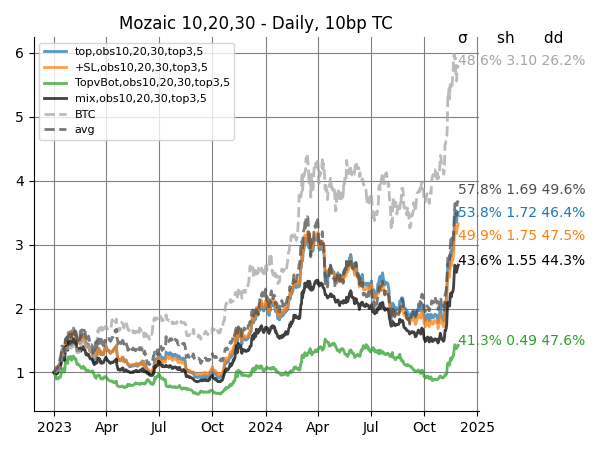 Mozaic 10,20,30 - Daily, 10bp TC
σ sh dd
top,obs10,20,30,top3,5
+SL,obs10,20,30,top3,5
TopvBot,obs10,20,30,top3,5
mix,obs10,20,30,top3,5
BTC
avg
48.6% 3.10 26.2%
57.8% 1.69 49.6%
53.8% 1.72 46.4%
49.9% 1.75 47.5%
43.6% 1.55 44.3%
41.3% 0.49 47.6%
6
5
4
3
2
1
2023 Apr Jul Oct 2024 Apr Jul Oct 2025